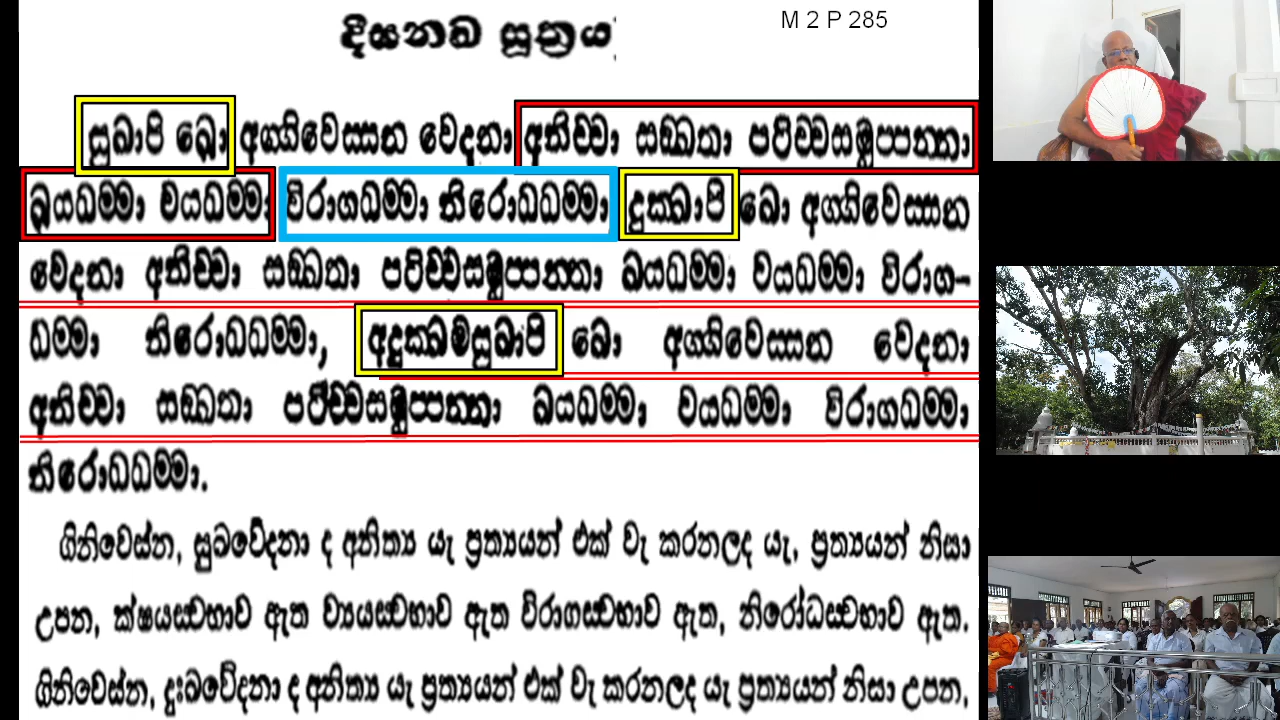 M 2 P 285
දීඝනඛ සූත්‍රය
සුඛාපි ඛො අග්ගිවෙස්සන වේදනා අනිච්චා සඞ්ඛතා පටිච්චසමුප්පන්නා
ඛයධම්මා වයධම්මා විරාගධම්මා නිරොධධම්මා දුක්ඛාපි ඛො අග්ගිවෙස්සන
වේදනා අනිච්චා සඞ්ඛතා පටිච්චසමුප්පන්නා ඛයධම්මා වයධම්මා විරාග-
ධම්මා නිරොධධම්මා, අදුක්ඛමසුඛාපි ඛො අග්ගිවෙස්සන වේදනා
අනිච්චා සඞ්ඛතා පටිච්චසමුප්පන්නා ඛයධම්මා වයධම්මා විරාගධම්මා
නිරොධධම්මා.
ගිනිවෙස්න, සුඛවේදනා ද අනිත්‍ය යැ ප්‍රත්‍යයන් එක් වැ කරනලද යැ, ප්‍රත්‍යයන් නිසා
උපන, ක්ෂයස්වභාව ඇත ව්‍යයස්වභාව ඇත විරාගස්වභාව ඇත, නිරෝධස්වභාව ඇත.
ගිනිවෙස්න, දුඃඛවේදනා ද අනිත්‍ය යැ ප්‍රත්‍යයන් එක් වැ කරනලද යැ ප්‍රත්‍යයන් නිසා උපන,